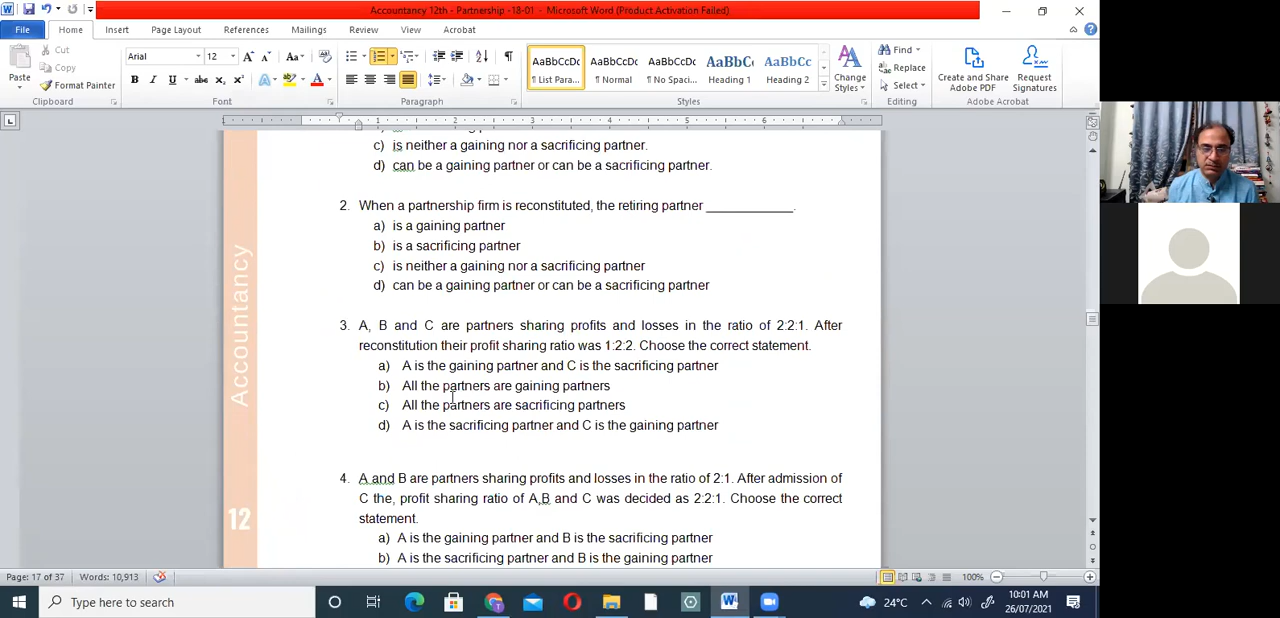 Accountancy 12th - Partnership -18-01 - Microsoft Word (Product Activation Failed)
File Home Insert Page Layout References Mailings Review View Acrobat
Paste
Cut
Copy
Format Painter
Clipboard
Arial 12
B I U abc x₂ x²
Font
Paragraph
AaBbCcDc AaBbCcDc AaBbCcDc AaBbC AaBbCc
¶ List Para... ¶ Normal ¶ No Spaci... Heading 1 Heading 2
Styles
Change Styles
Find
Replace
Select
Editing
Create and Share Adobe PDF
Request Signatures
Adobe Acrobat
1 2 3 4 5 6
c) is neither a gaining nor a sacrificing partner.
d) can be a gaining partner or can be a sacrificing partner.
2. When a partnership firm is reconstituted, the retiring partner ____________.
a) is a gaining partner
b) is a sacrificing partner
c) is neither a gaining nor a sacrificing partner
d) can be a gaining partner or can be a sacrificing partner
3. A, B and C are partners sharing profits and losses in the ratio of 2:2:1. After
reconstitution their profit sharing ratio was 1:2:2. Choose the correct statement.
a) A is the gaining partner and C is the sacrificing partner
b) All the partners are gaining partners
c) All the partners are sacrificing partners
d) A is the sacrificing partner and C is the gaining partner
4. A and B are partners sharing profits and losses in the ratio of 2:1. After admission of
C the, profit sharing ratio of A,B and C was decided as 2:2:1. Choose the correct
statement.
a) A is the gaining partner and B is the sacrificing partner
b) A is the sacrificing partner and B is the gaining partner
Accountancy
12
Page: 17 of 37 Words: 10,913 100%
Type here to search
24°C
10:01 AM
26/07/2021